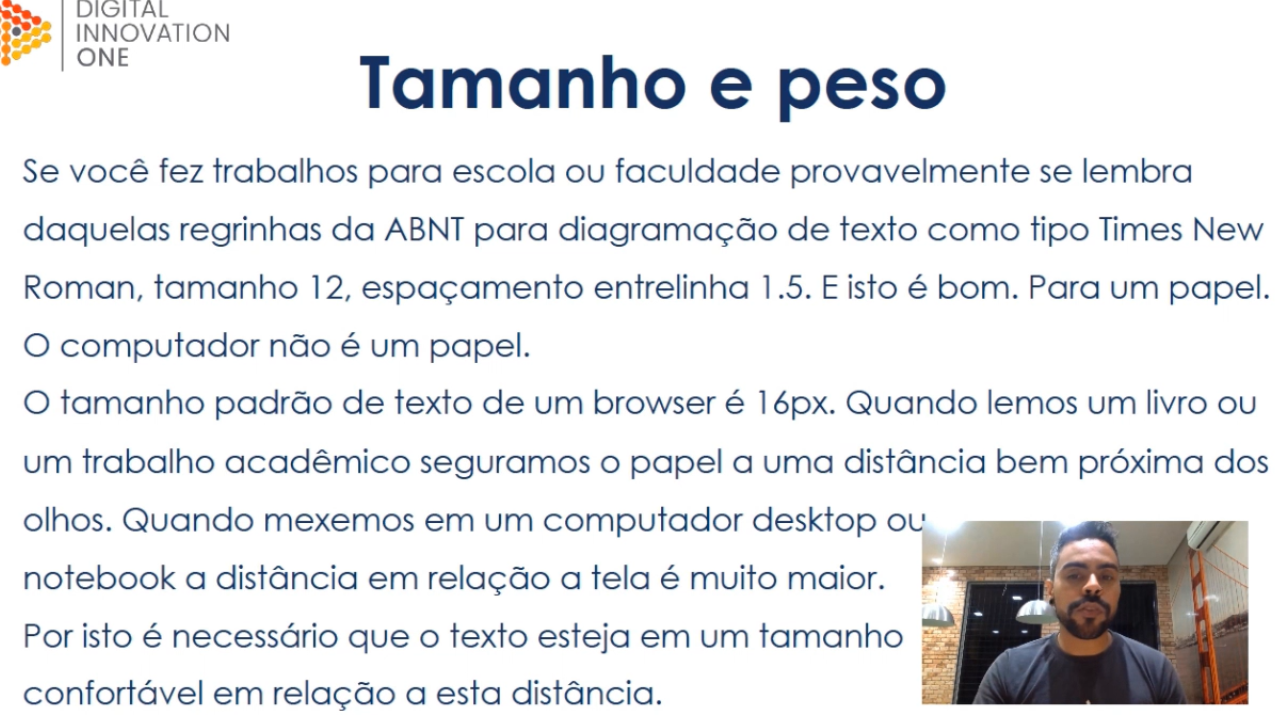 DIGITAL
INNOVATION
ONE
Tamanho e peso
Se você fez trabalhos para escola ou faculdade provavelmente se lembra
daquelas regrinhas da ABNT para diagramação de texto como tipo Times New
Roman, tamanho 12, espaçamento entrelinha 1.5. E isto é bom. Para um papel.
O computador não é um papel.
O tamanho padrão de texto de um browser é 16px. Quando lemos um livro ou
um trabalho acadêmico seguramos o papel a uma distância bem próxima dos
olhos. Quando mexemos em um computador desktop ou
notebook a distância em relação a tela é muito maior.
Por isto é necessário que o texto esteja em um tamanho
confortável em relação a esta distância.